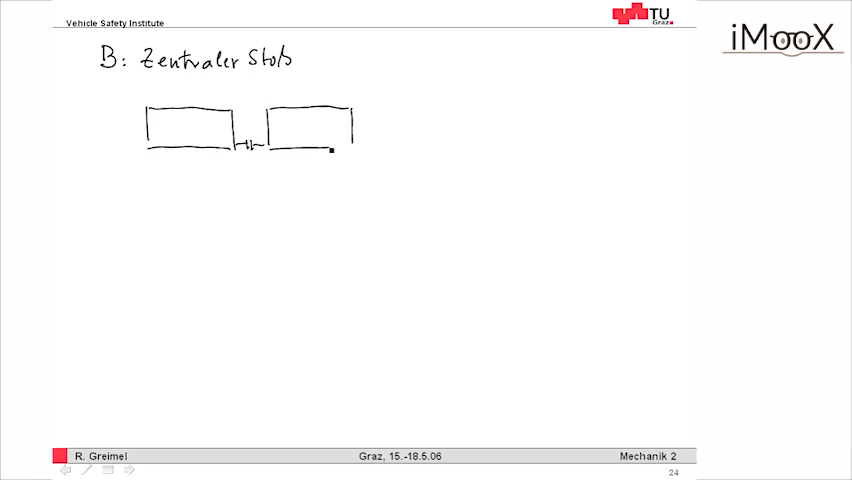 Vehicle Safety Institute
TU
Graz
iMooX
B: Zentraler Stoß
R. Greimel
Graz, 15.-18.5.06
Mechanik 2
24